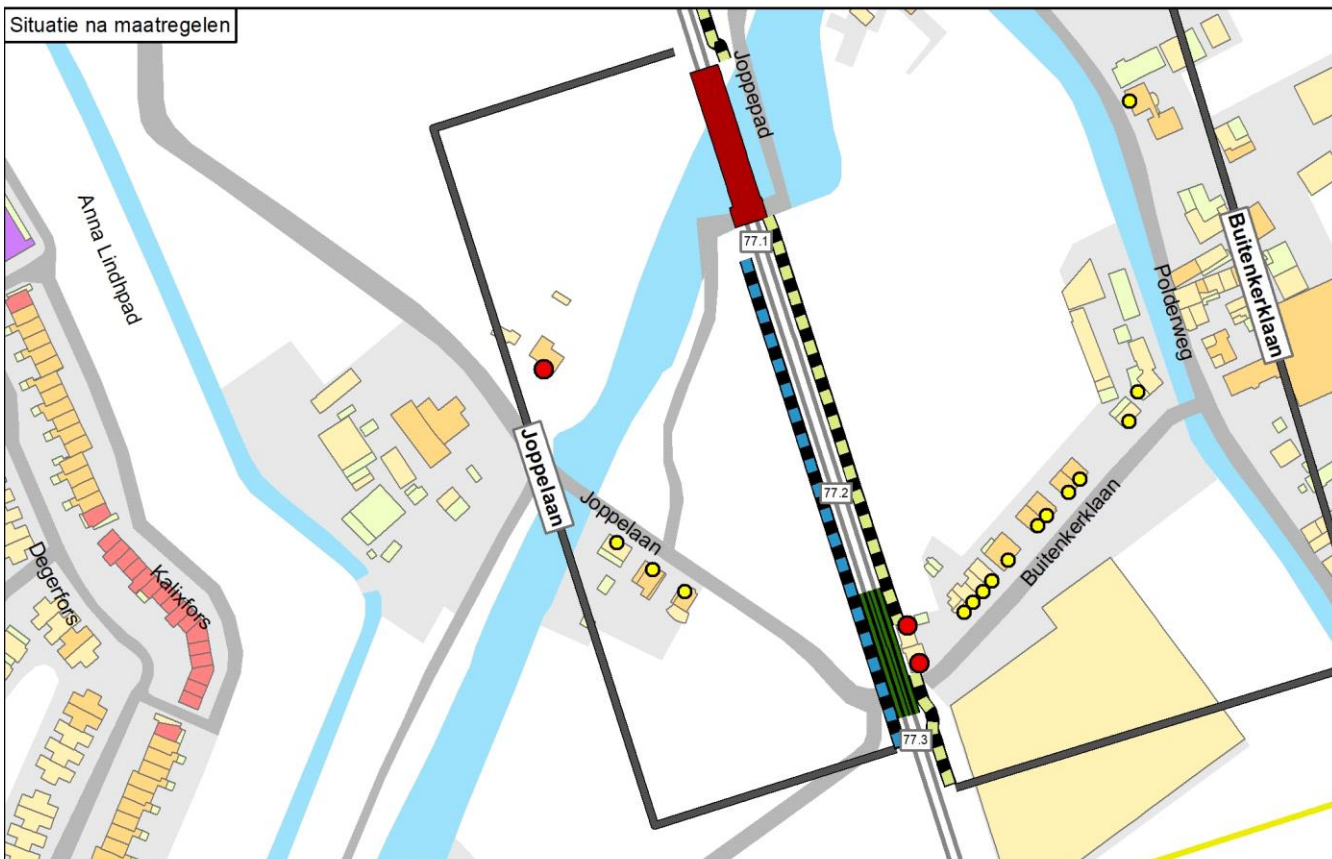 Situatie na maatregelen
Joppepad
Anna Lindhpad
77.1
Buitenkerklaan
Polderweg
Joppelaan
77.2
Joppelaan
Buitenkerklaan
Degerfors
Kalixfors
77.3